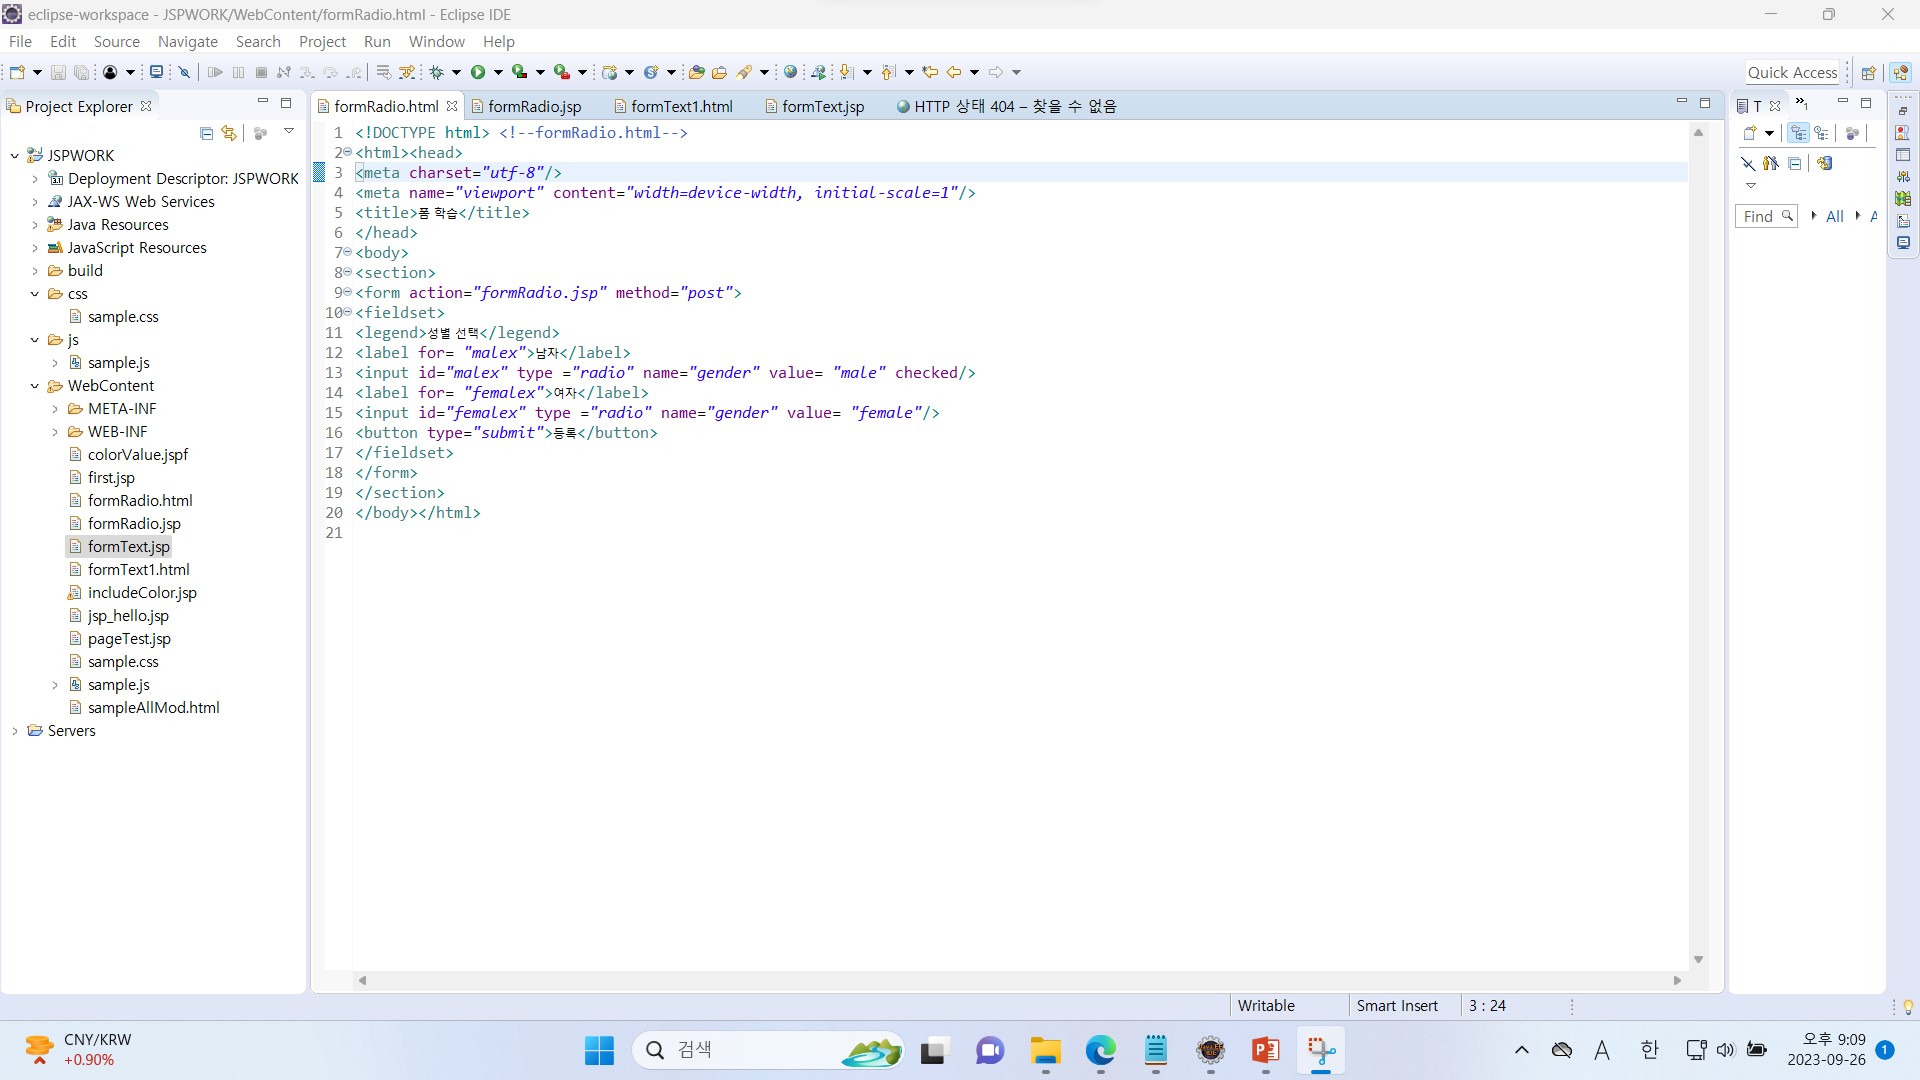 eclipse-workspace - JSPWORK/WebContent/formRadio.html - Eclipse IDE
File Edit Source Navigate Search Project Run Window Help
Quick Access
Project Explorer
JSPWORK
Deployment Descriptor: JSPWORK
JAX-WS Web Services
Java Resources
JavaScript Resources
build
css
sample.css
js
sample.js
WebContent
META-INF
WEB-INF
colorValue.jspf
first.jsp
formRadio.html
formRadio.jsp
formText.jsp
formText1.html
includeColor.jsp
jsp_hello.jsp
pageTest.jsp
sample.css
sample.js
sampleAllMod.html
Servers
formRadio.html formRadio.jsp formText1.html formText.jsp HTTP 상태 404 – 찾을 수 없음
1 <!DOCTYPE html> <!--formRadio.html-->
2 <html><head>
3 <meta charset="utf-8"/>
4 <meta name="viewport" content="width=device-width, initial-scale=1"/>
5 <title>폼 학습</title>
6 </head>
7 <body>
8 <section>
9 <form action="formRadio.jsp" method="post">
10 <fieldset>
11 <legend>성별 선택</legend>
12 <label for= "malex">남자</label>
13 <input id="malex" type ="radio" name="gender" value= "male" checked/>
14 <label for= "femalex">여자</label>
15 <input id="femalex" type ="radio" name="gender" value= "female"/>
16 <button type="submit">등록</button>
17 </fieldset>
18 </form>
19 </section>
20 </body></html>
21
T
»1
Find All A
Writable Smart Insert 3 : 24
CNY/KRW
+0.90%
검색
A 한
오후 9:09
2023-09-26
1